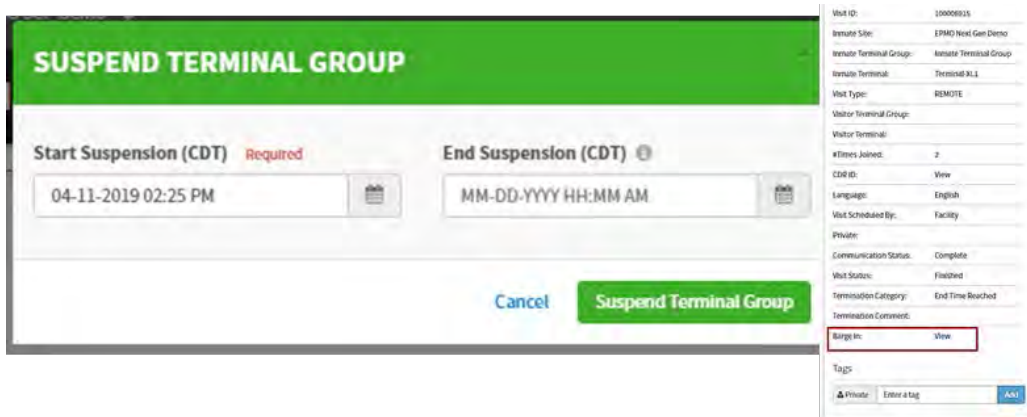 SUSPEND TERMINAL GROUP
Start Suspension (CDT) Required
End Suspension (CDT)
04-11-2019 02:25 PM
MM-DD-YYYY HH:MM AM
Cancel
Suspend Terminal Group
Visit ID: 100008915
Inmate Site: EPMO Next Gen Demo
Inmate Terminal Group: Inmate Terminal Group
Inmate Terminal: Terminal-XL1
Visit Type: REMOTE
Visitor Terminal Group:
Visitor Terminal:
#Times Joined: 2
CDR ID: View
Language: English
Visit Scheduled By: Facility
Private:
Communication Status: Complete
Visit Status: Finished
Termination Category: End Time Reached
Termination Comment:
Barge In: View
Tags
Private Enter a tag Add